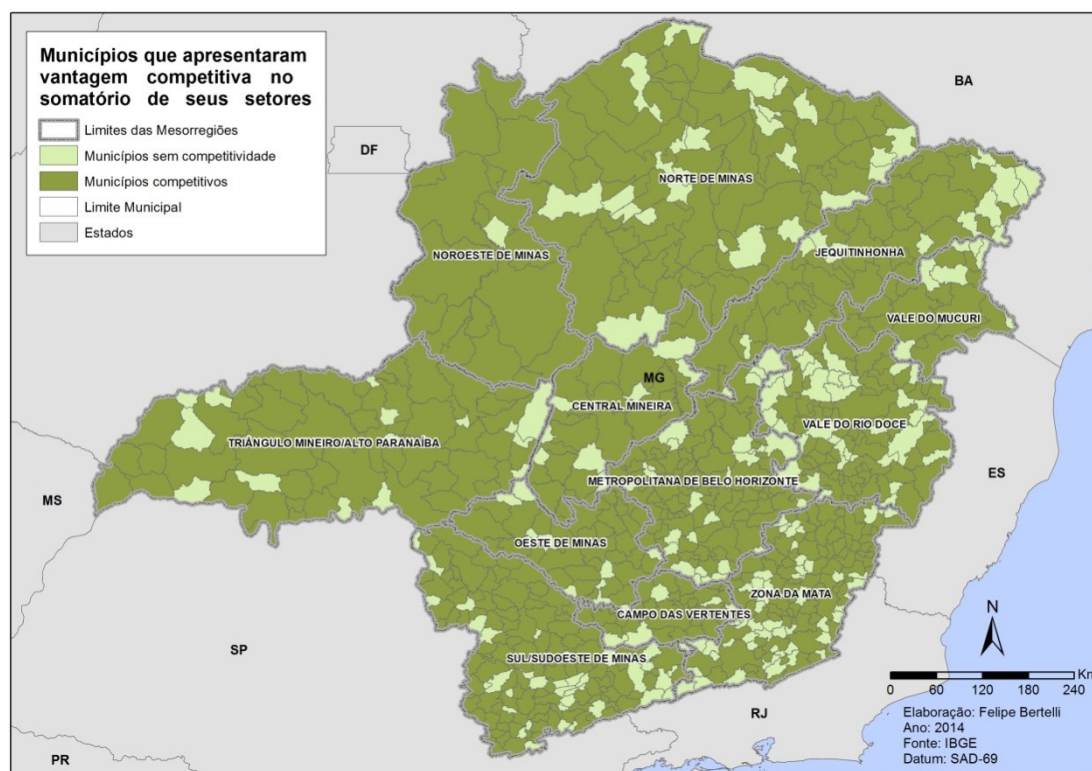 Municípios que apresentaram
vantagem competitiva no
somatório de seus setores
Limites das Mesorregiões
Municípios sem competitividade
Municípios competitivos
Limite Municipal
Estados
BA
DF
NORTE DE MINAS
NOROESTE DE MINAS
JEQUITINHONHA
VALE DO MUCURI
MG
CENTRAL MINEIRA
TRIÂNGULO MINEIRO/ALTO PARANAÍBA
VALE DO RIO DOCE
METROPOLITANA DE BELO HORIZONTE
ES
MS
OESTE DE MINAS
ZONA DA MATA
CAMPO DAS VERTENTES
SUL/SUDOESTE DE MINAS
SP
RJ
PR
N
Km
0 60 120 180 240
Elaboração: Felipe Bertelli
Ano: 2014
Fonte: IBGE
Datum: SAD-69